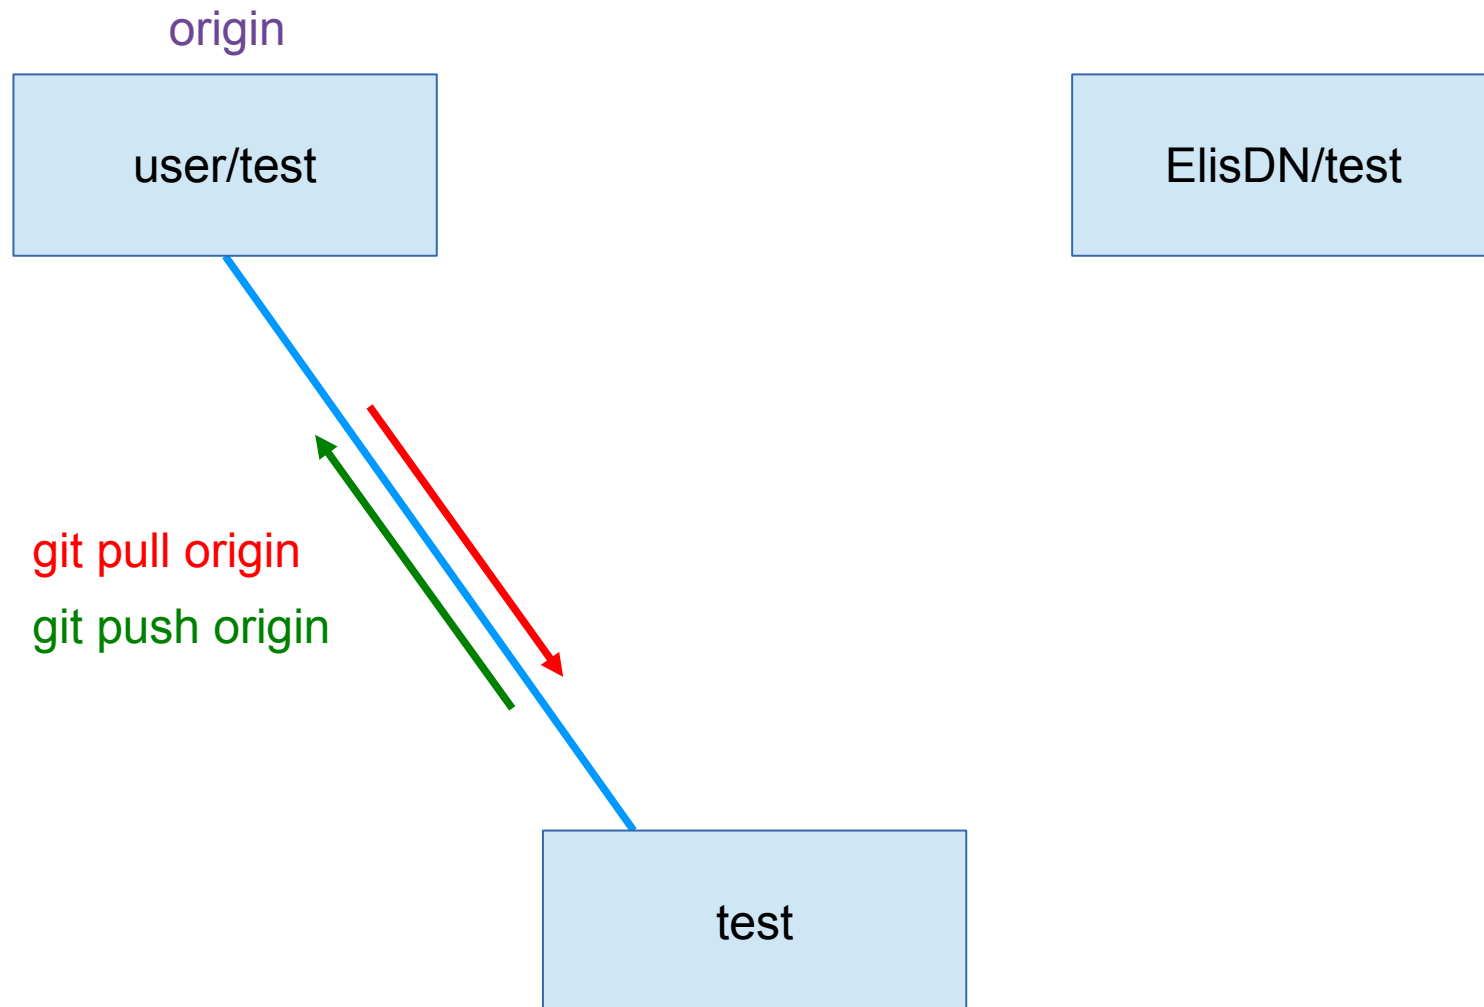 origin
user/test
ElisDN/test
git pull origin
git push origin
test